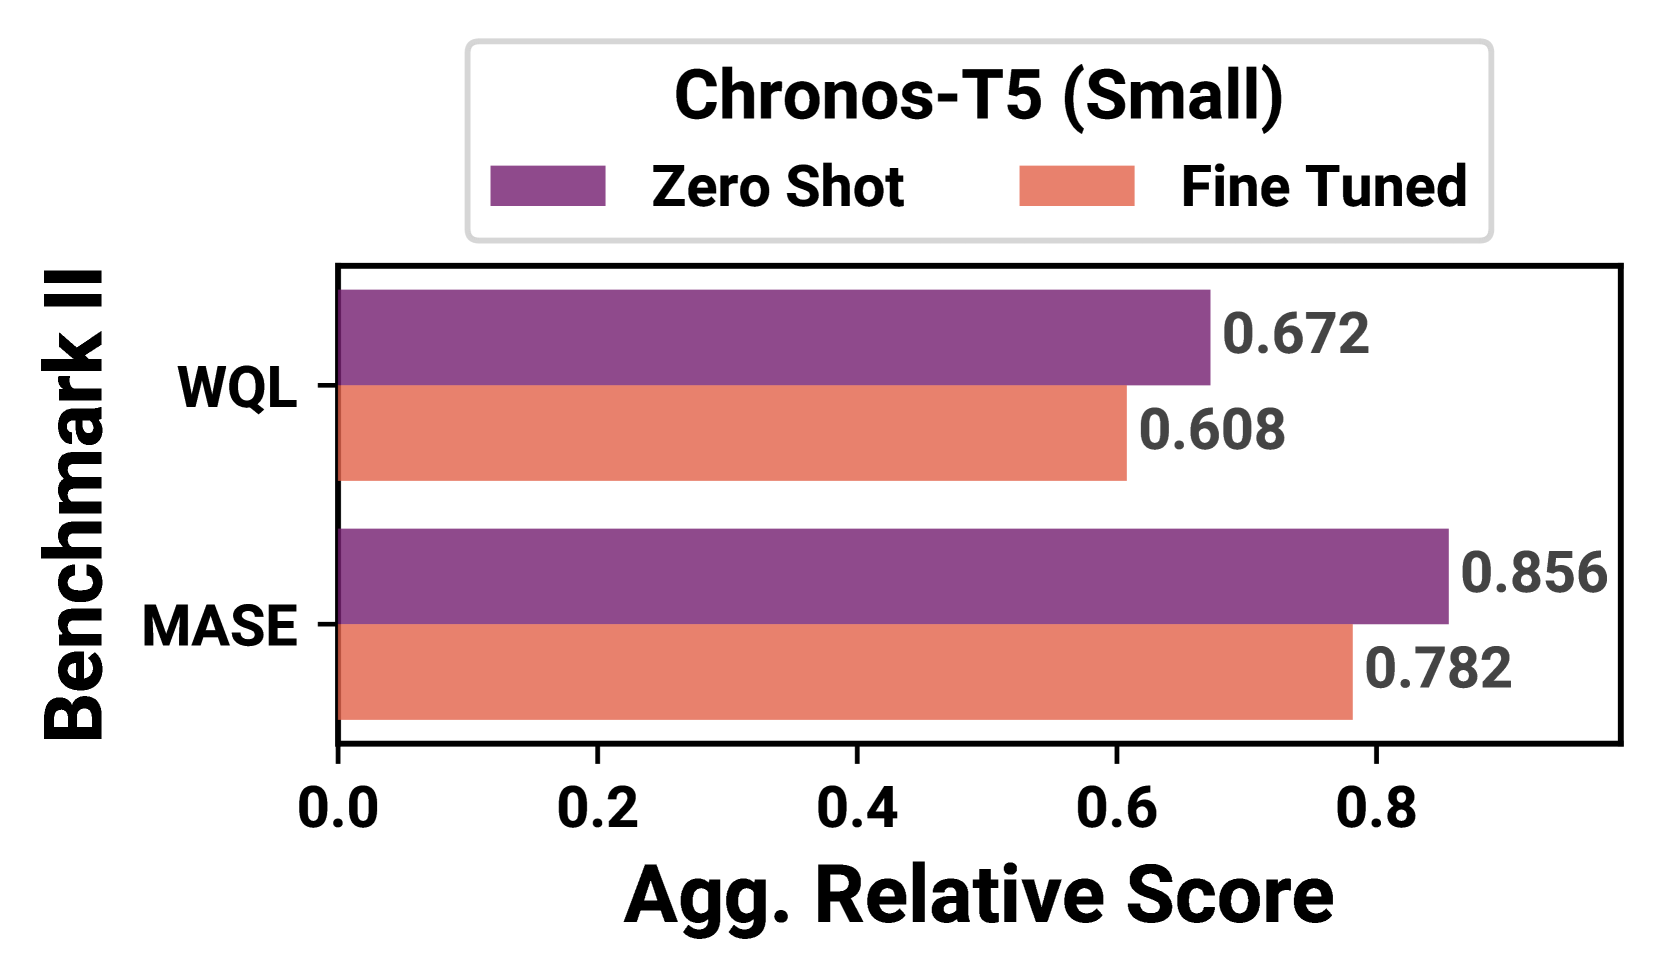 Chronos-T5 (Small)
Zero Shot
Fine Tuned
Benchmark II
WQL
0.672
0.608
MASE
0.856
0.782
0.0 0.2 0.4 0.6 0.8
Agg. Relative Score